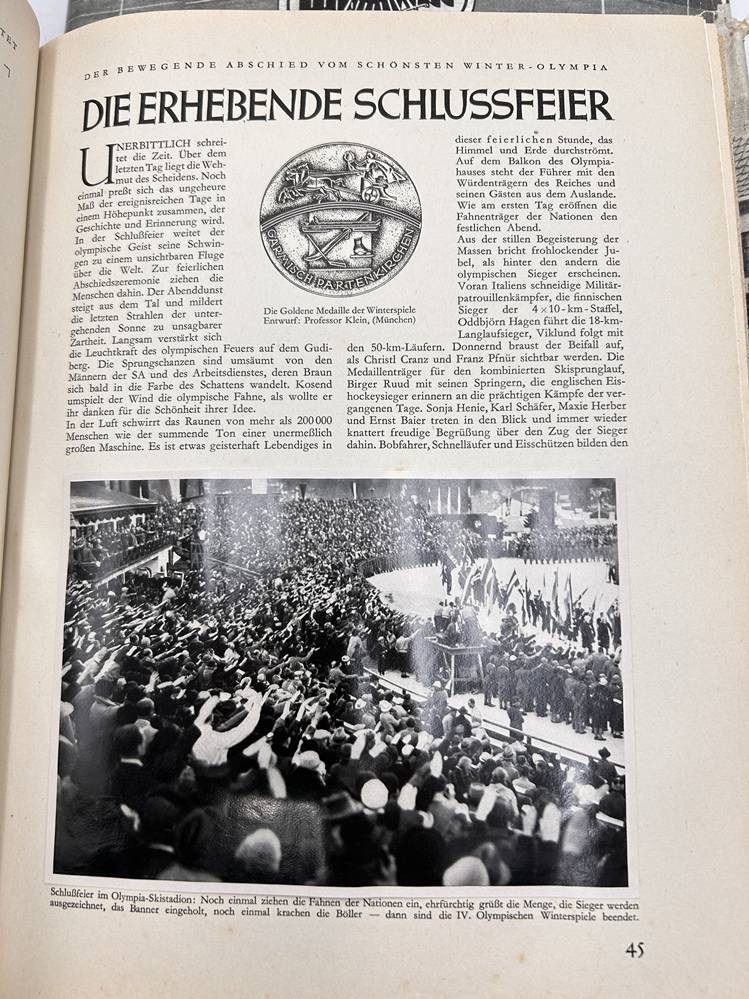 DER BEWEGENDE ABSCHIED VOM SCHÖNSTEN WINTER-OLYMPIA
DIE ERHEBENDE SCHLUSSFEIER
UNERBITTLICH schrei-
tet die Zeit. Über dem
letzten Tag liegt die Weh-
mut des Scheidens. Noch
einmal preßt sich das ungeheure
Maß der ereignisreichen Tage in
einem Höhepunkt zusammen, der
Geschichte und Erinnerung wird.
In der Schlußfeier weitet der
olympische Geist seine Schwin-
gen zu einem unsichtbaren Fluge
über die Welt. Zur feierlichen
Abschiedszeremonie ziehen die
Menschen dahin. Der Abenddunst
steigt aus dem Tal und mildert
die letzten Strahlen der unter-
gehenden Sonne zu unsagbarer
Zartheit. Langsam verstärkt sich
die Leuchtkraft des olympischen Feuers auf dem Gudi-
berg. Die Sprungschanzen sind umsäumt von den
Männern der SA und des Arbeitsdienstes, deren Braun
sich bald in die Farbe des Schattens wandelt. Kosend
umspielt der Wind die olympische Fahne, als wollte er
ihr danken für die Schönheit ihrer Idee.
In der Luft schwirrt das Raunen von mehr als 200 000
Menschen wie der summende Ton einer unermeßlich
großen Maschine. Es ist etwas geisterhaft Lebendiges in
GARMISCH PARTENKIRCHEN
Die Goldene Medaille der Winterspiele
Entwurf: Professor Klein, (München)
dieser feierlichen Stunde, das
Himmel und Erde durchströmt.
Auf dem Balkon des Olympia-
hauses steht der Führer mit den
Würdenträgern des Reiches und
seinen Gästen aus dem Auslande.
Wie am ersten Tag eröffnen die
Fahnenträger der Nationen den
festlichen Abend.
Aus der stillen Begeisterung der
Massen bricht frohlockender Ju-
bel, als hinter den andern die
olympischen Sieger erscheinen.
Voran Italiens schneidige Militär-
patrouillenkämpfer, die finnischen
Sieger der 4×10-km-Staffel,
Oddbjörn Hagen führt die 18-km-
Langlaufsieger, Viklund folgt mit
den 50-km-Läufern. Donnernd braust der Beifall auf,
als Christl Cranz und Franz Pfnür sichtbar werden. Die
Medaillenträger für den kombinierten Skisprunglauf,
Birger Ruud mit seinen Springern, die englischen Eis-
hockeysieger erinnern an die prächtigen Kämpfe der ver-
gangenen Tage. Sonja Henie, Karl Schäfer, Maxie Herber
und Ernst Baier treten in den Blick und immer wieder
knattert freudige Begrüßung über den Zug der Sieger
dahin. Bobfahrer, Schnelläufer und Eisschützen bilden den
Schlußfeier im Olympia-Skistadion: Noch einmal ziehen die Fahnen der Nationen ein, ehrfürchtig grüßt die Menge, die Sieger werden
ausgezeichnet, das Banner eingeholt, noch einmal krachen die Böller — dann sind die IV. Olympischen Winterspiele beendet.
45